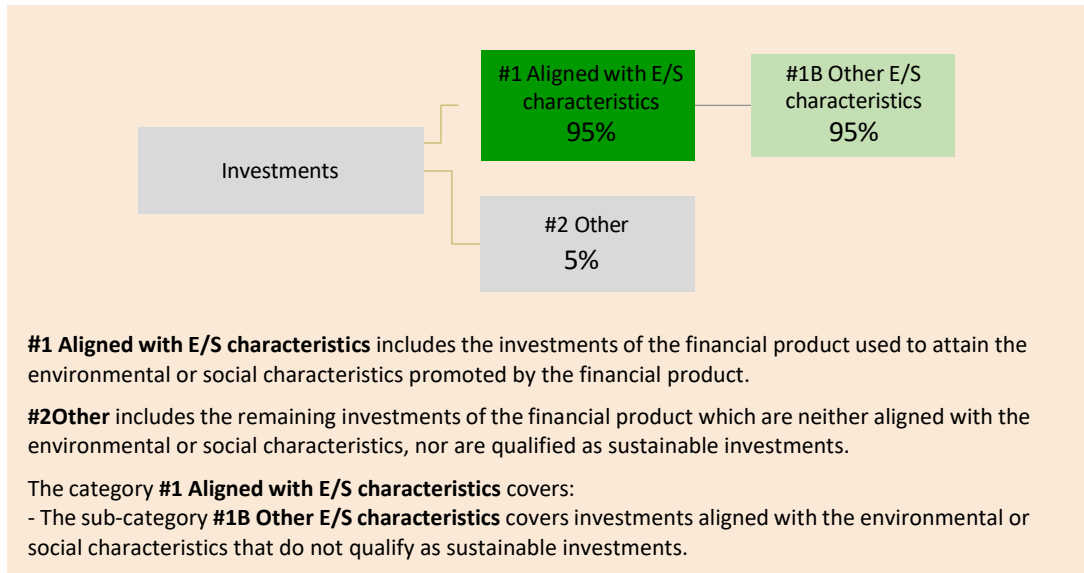 #1 Aligned with E/S
characteristics
95%
#1B Other E/S
characteristics
95%
Investments
#2 Other
5%
#1 Aligned with E/S characteristics includes the investments of the financial product used to attain the
environmental or social characteristics promoted by the financial product.
#2Other includes the remaining investments of the financial product which are neither aligned with the
environmental or social characteristics, nor are qualified as sustainable investments.
The category #1 Aligned with E/S characteristics covers:
- The sub-category #1B Other E/S characteristics covers investments aligned with the environmental or
social characteristics that do not qualify as sustainable investments.